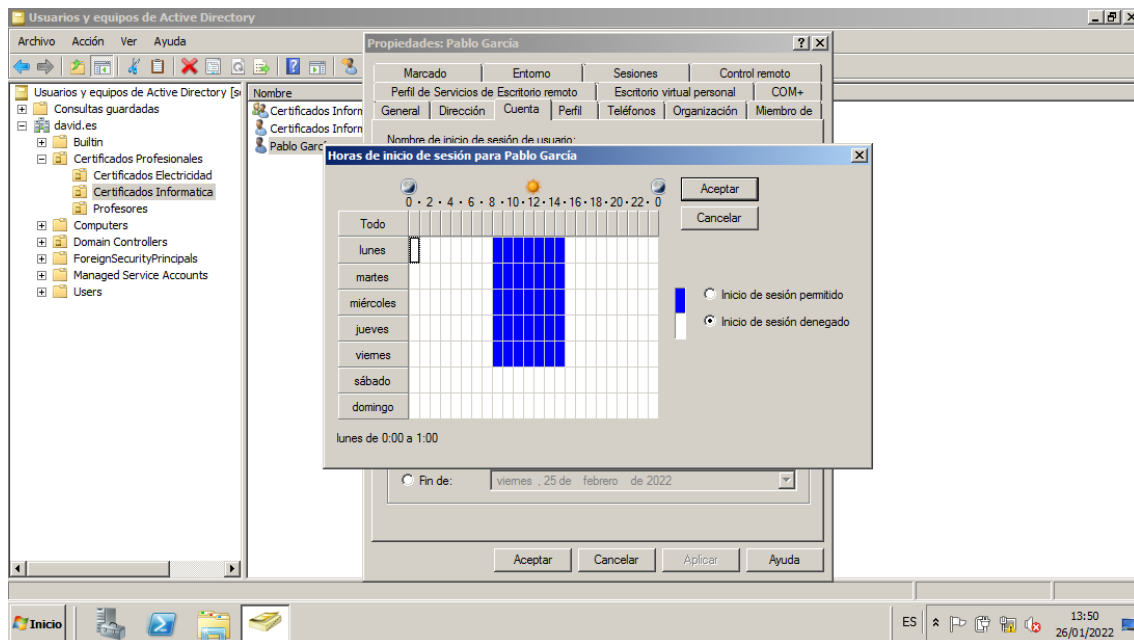 Usuarios y equipos de Active Directory
Archivo Acción Ver Ayuda
Usuarios y equipos de Active Directory [s
Consultas guardadas
david.es
Builtin
Certificados Profesionales
Certificados Electricidad
Certificados Informatica
Profesores
Computers
Domain Controllers
ForeignSecurityPrincipals
Managed Service Accounts
Users
Nombre
Certificados Inform
Certificados Inform
Pablo Garc
Propiedades: Pablo García
Marcado Entorno Sesiones Control remoto
Perfil de Servicios de Escritorio remoto Escritorio virtual personal COM+
General Dirección Cuenta Perfil Teléfonos Organización Miembro de
Nombre de inicio de sesión de usuario:
Horas de inicio de sesión para Pablo García
0 · 2 · 4 · 6 · 8 · 10 · 12 · 14 · 16 · 18 · 20 · 22 · 0
Todo
lunes
martes
miércoles
jueves
viernes
sábado
domingo
Aceptar
Cancelar
Inicio de sesión permitido
Inicio de sesión denegado
lunes de 0:00 a 1:00
Fin de: viernes , 25 de febrero de 2022
Aceptar Cancelar Aplicar Ayuda
Inicio
ES
13:50
26/01/2022